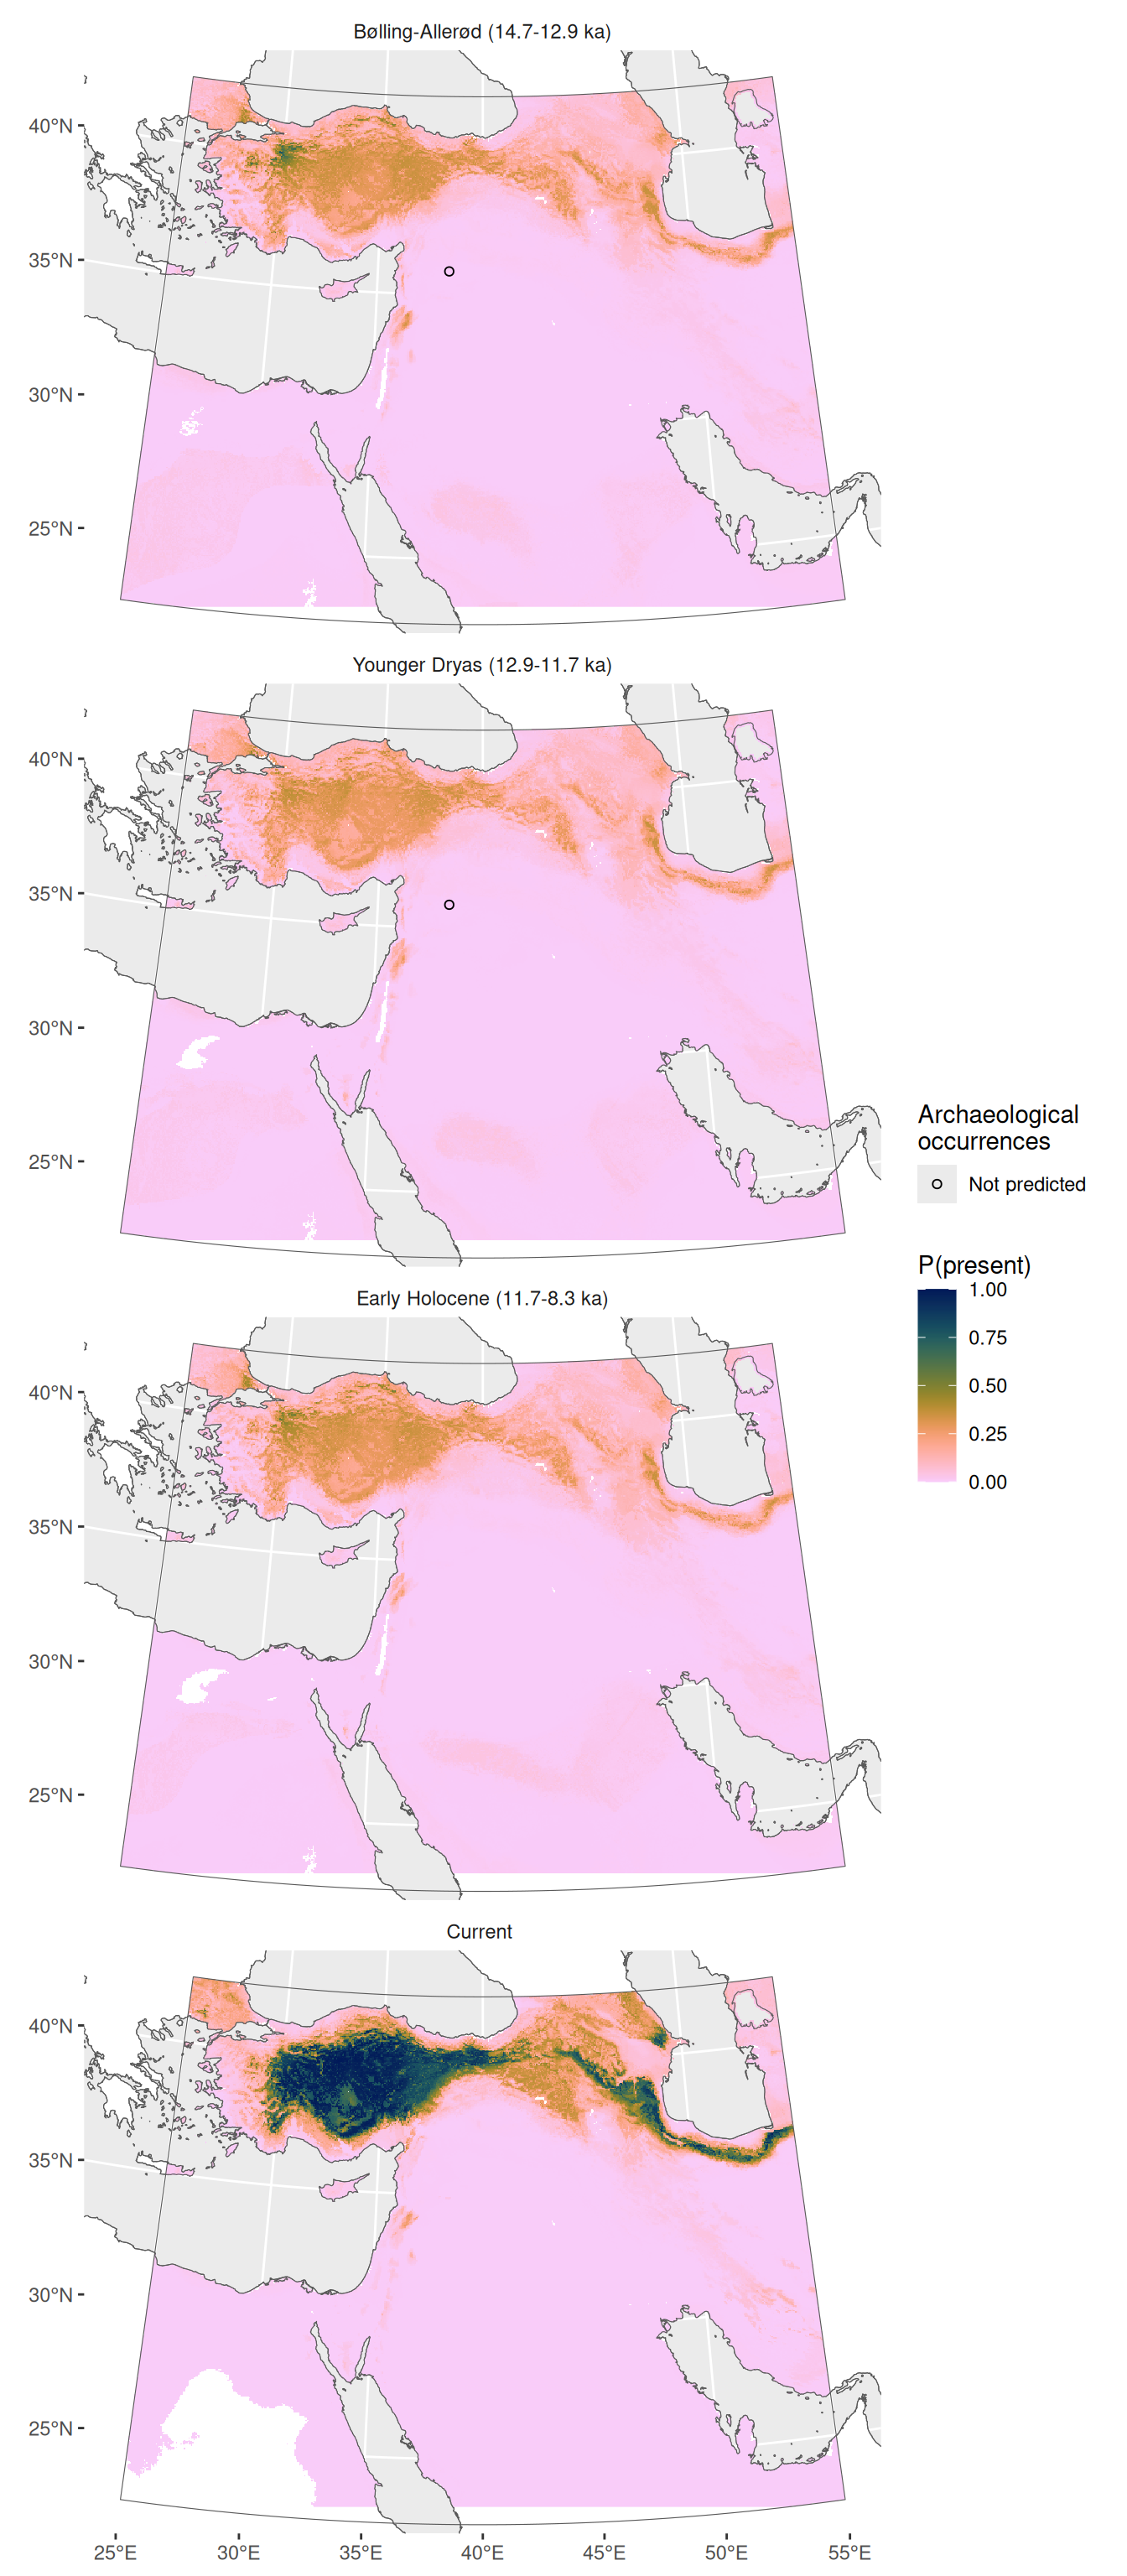 Bølling-Allerød (14.7-12.9 ka)
40°N
35°N
30°N
25°N
Younger Dryas (12.9-11.7 ka)
40°N
35°N
30°N
25°N
Archaeological
occurrences
Not predicted
P(present)
1.00
0.75
0.50
0.25
0.00
Early Holocene (11.7-8.3 ka)
40°N
35°N
30°N
25°N
Current
40°N
35°N
30°N
25°N
25°E 30°E 35°E 40°E 45°E 50°E 55°E